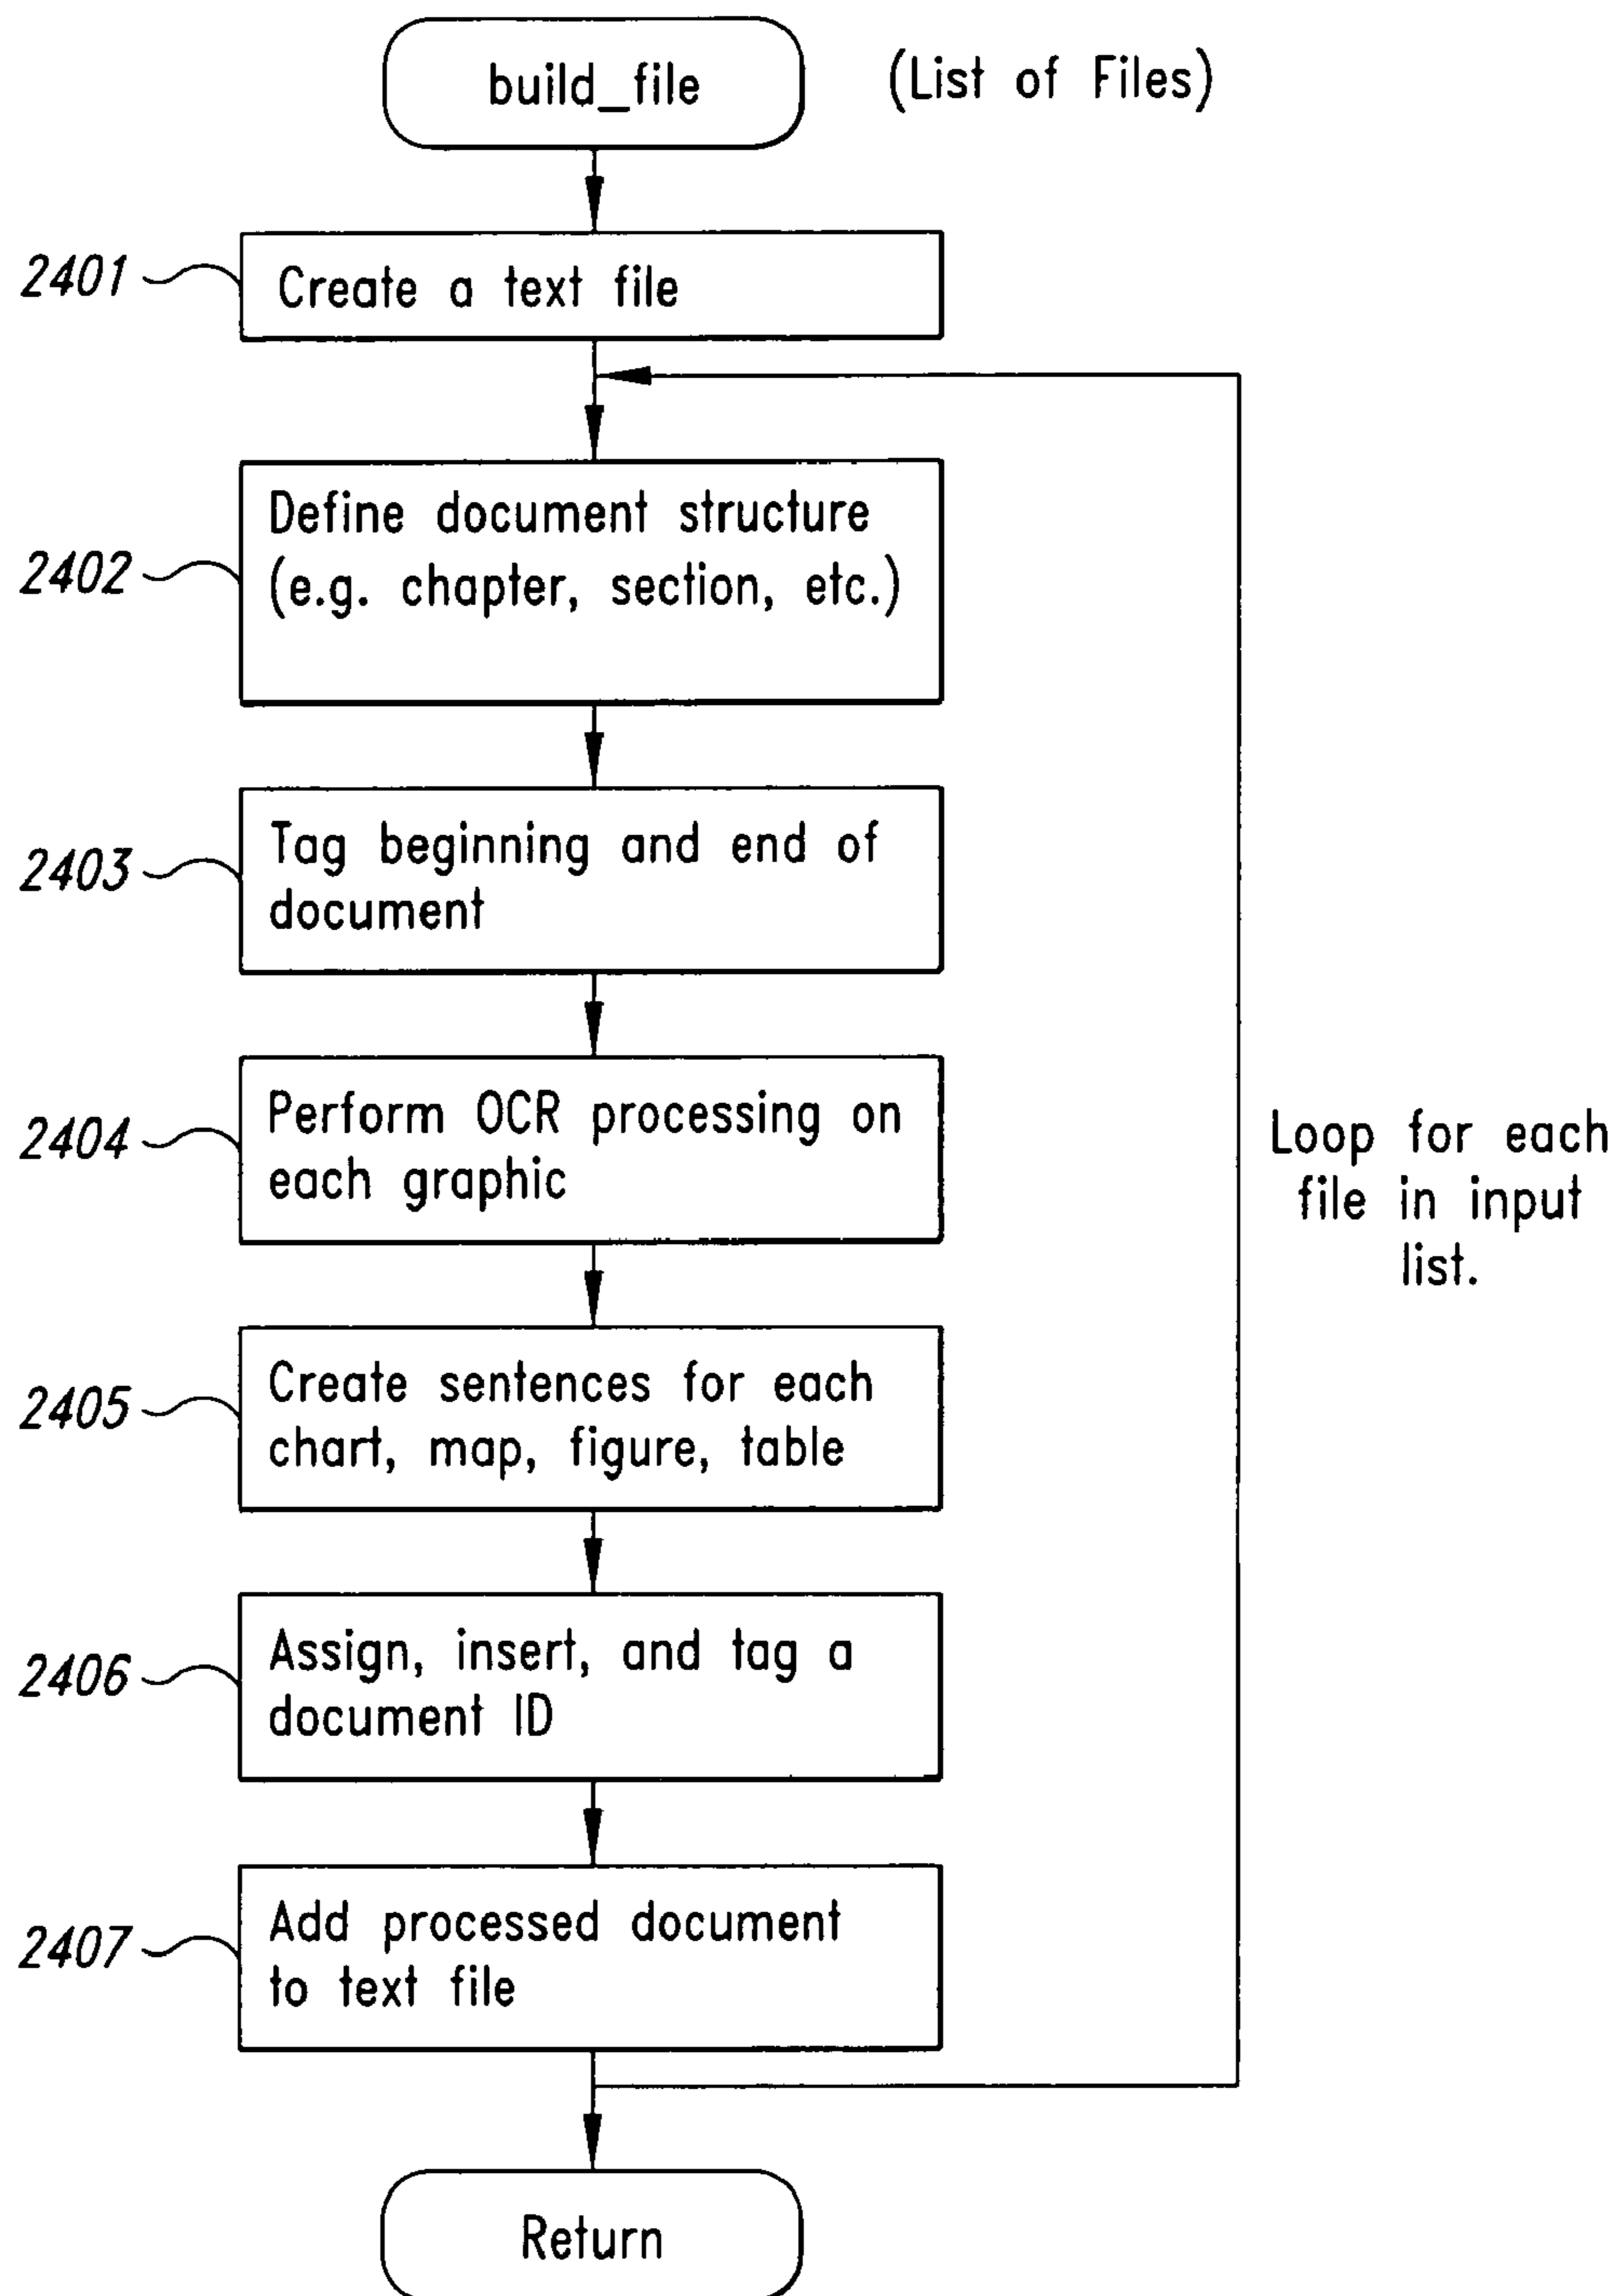 build_file
(List of Files)
2401
Create a text file
2402
Define document structure
(e.g. chapter, section, etc.)
2403
Tag beginning and end of
document
2404
Perform OCR processing on
each graphic
Loop for each
file in input
list.
2405
Create sentences for each
chart, map, figure, table
2406
Assign, insert, and tag a
document ID
2407
Add processed document
to text file
Return